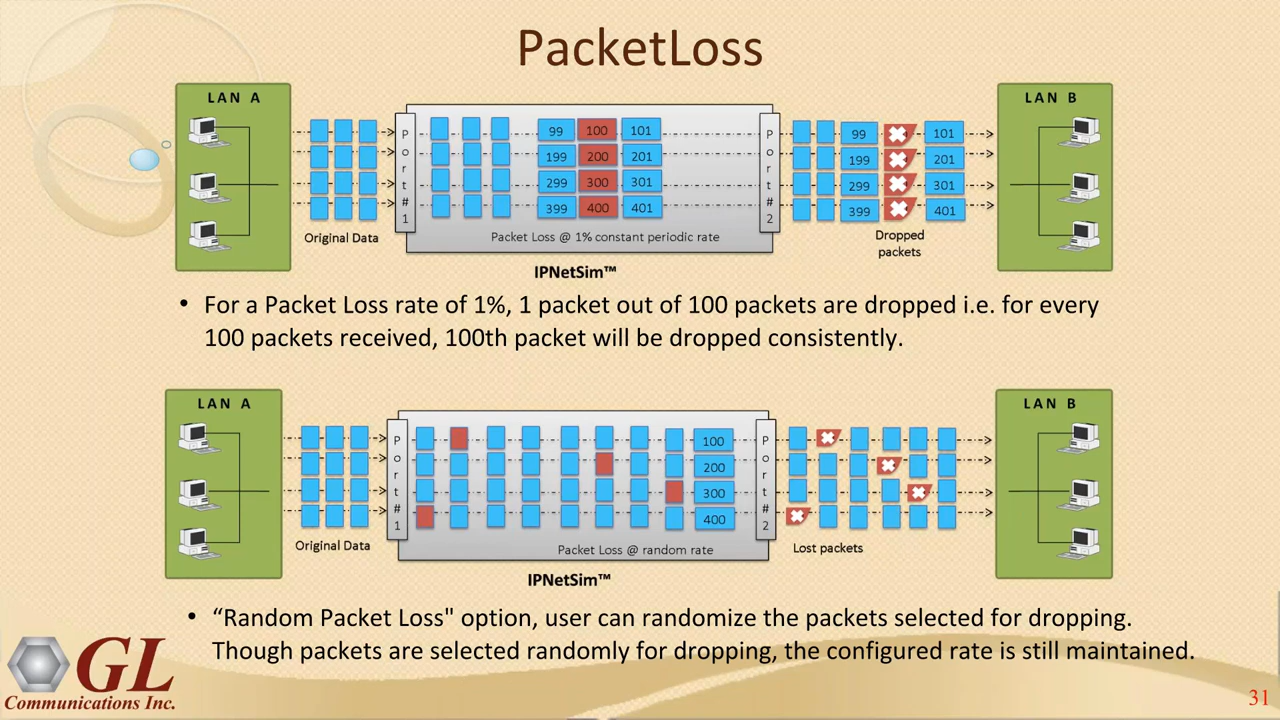 PacketLoss
LAN A
LAN B
Port #1
Port #2
99 100 101 99 101
199 200 201 199 201
299 300 301 299 301
399 400 401 399 401
Original Data
Packet Loss @ 1% constant periodic rate
Dropped
packets
IPNetSim™
• For a Packet Loss rate of 1%, 1 packet out of 100 packets are dropped i.e. for every
100 packets received, 100th packet will be dropped consistently.
LAN A
LAN B
Port #1
Port #2
100
200
300
400
Original Data
Packet Loss @ random rate
Lost packets
IPNetSim™
• “Random Packet Loss" option, user can randomize the packets selected for dropping.
Though packets are selected randomly for dropping, the configured rate is still maintained.
GL
Communications Inc.
31